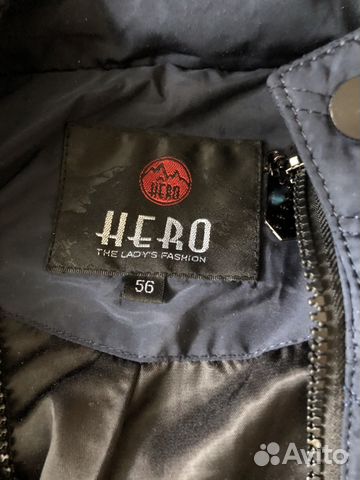 HERO
HERO
THE LADY'S FASHION
56
Avito